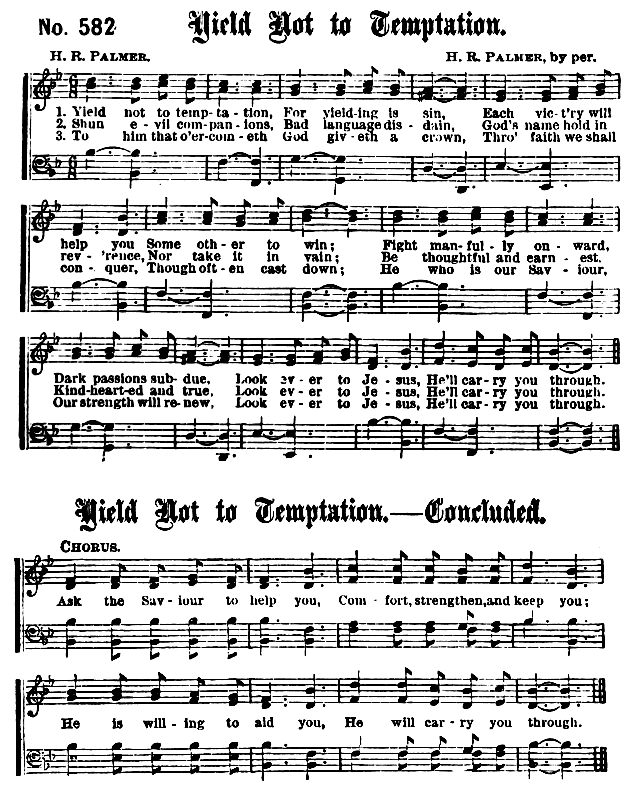 No. 582 Yield Not to Temptation.
H. R. PALMER. H. R. PALMER, by per.
1. Yield not to temp-ta-tion, For yield-ing is sin, Each vic-t'ry will
2. Shun e-vil com-pan-ions, Bad language dis-dain, God's name hold in
3. To him that o'er-com-eth God giv-eth a crown, Thro' faith we shall
help you Some oth-er to win; Fight man-ful-ly on-ward,
rev-'rence, Nor take it in vain; Be thoughtful and earn-est.
con-quer, Though oft-en cast down; He who is our Sav-iour,
Dark passions sub-due, Look ev-er to Je-sus, He'll car-ry you through.
Kind-heart-ed and true, Look ev-er to Je-sus, He'll car-ry you through.
Our strength will re-new, Look ev-er to Je-sus, He'll car-ry you through.
Yield Not to Temptation.—Concluded.
CHORUS.
Ask the Sav-iour to help you, Com-fort, strengthen, and keep you;
He is will-ing to aid you, He will car-ry you through.